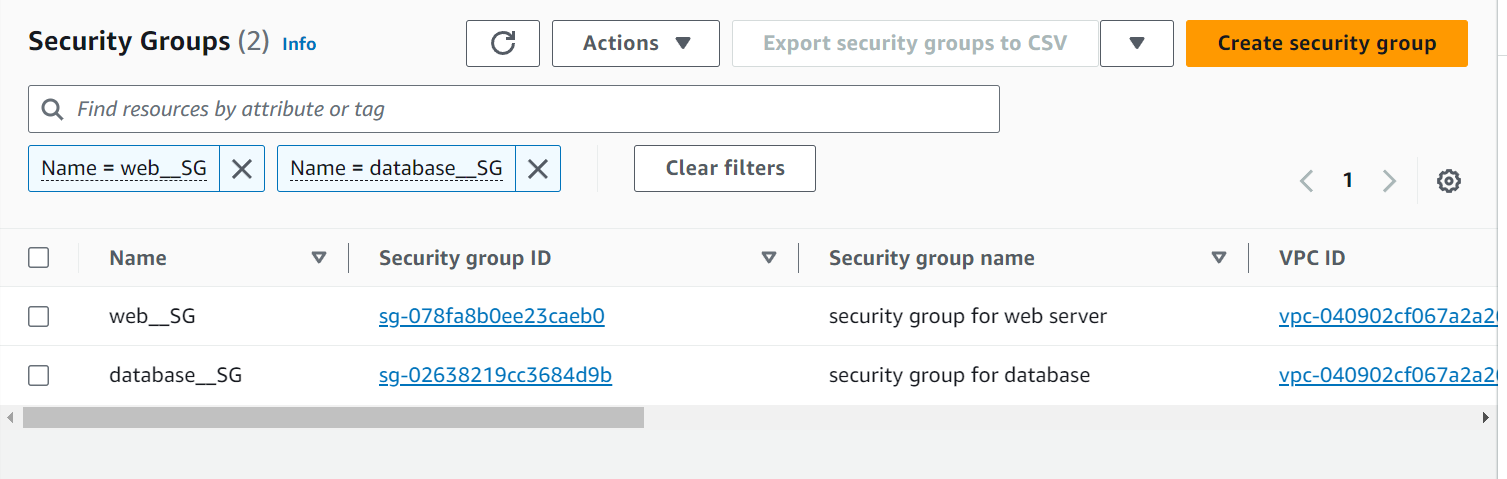 Security Groups (2) Info Actions Export security groups to CSV Create security group
Find resources by attribute or tag
Name = web__SG Name = database__SG Clear filters 1
Name Security group ID Security group name VPC ID
web__SG sg-078fa8b0ee23caeb0 security group for web server vpc-040902cf067a2a2
database__SG sg-02638219cc3684d9b security group for database vpc-040902cf067a2a2